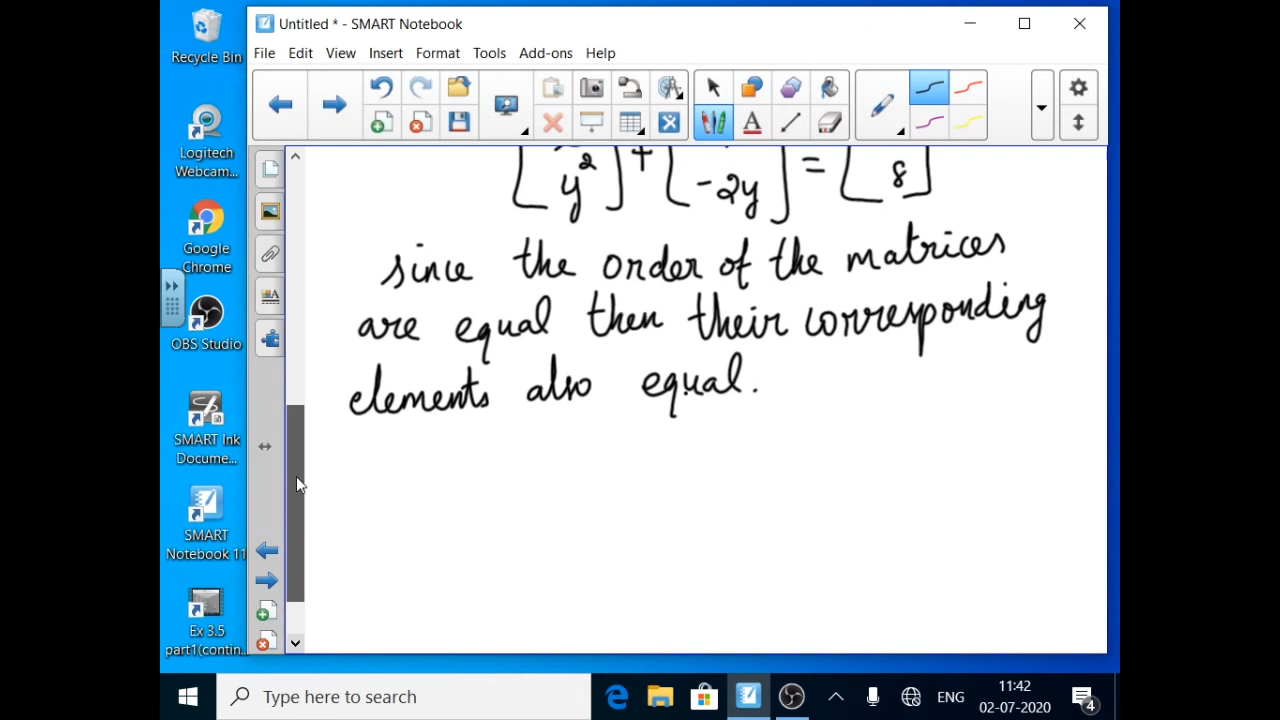 Untitled * - SMART Notebook
File Edit View Insert Format Tools Add-ons Help
Recycle Bin
Logitech
Webcam...
Google
Chrome
OBS Studio
SMART Ink
Docume...
SMART
Notebook 11
Ex 3.5
part1(contin...
y² + -2y = 8
since the order of the matrices
are equal then their corresponding
elements also equal.
Type here to search
ENG
11:42
02-07-2020
4